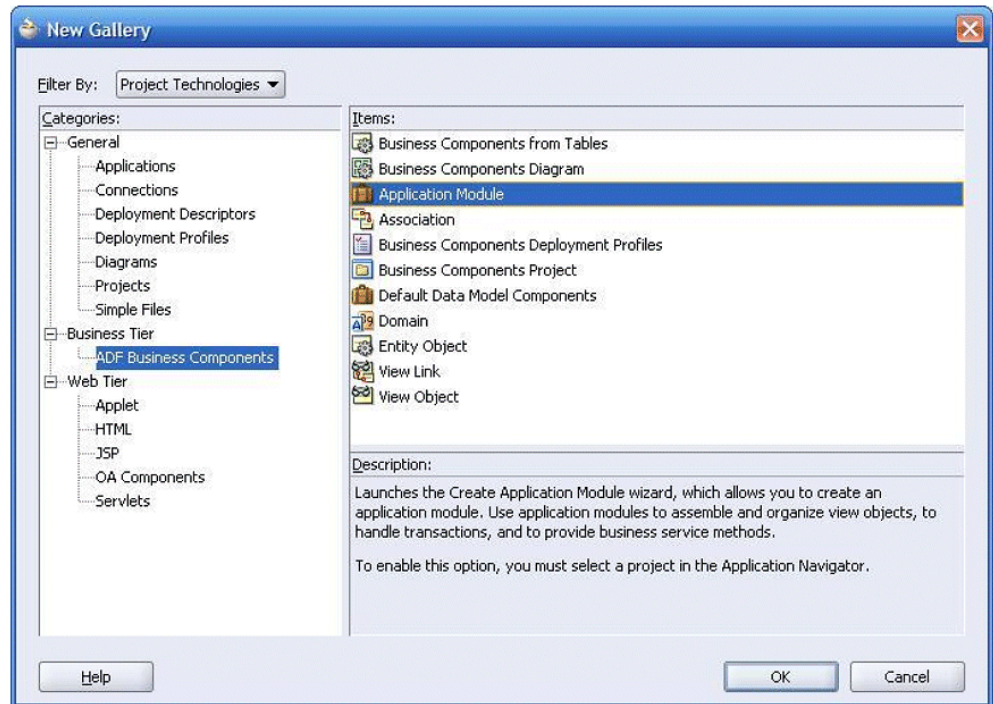 New Gallery
Filter By: Project Technologies
Categories:
General
Applications
Connections
Deployment Descriptors
Deployment Profiles
Diagrams
Projects
Simple Files
Business Tier
ADF Business Components
Web Tier
Applet
HTML
JSP
OA Components
Servlets
Items:
Business Components from Tables
Business Components Diagram
Application Module
Association
Business Components Deployment Profiles
Business Components Project
Default Data Model Components
Domain
Entity Object
View Link
View Object
Description:
Launches the Create Application Module wizard, which allows you to create an
application module. Use application modules to assemble and organize view objects, to
handle transactions, and to provide business service methods.
To enable this option, you must select a project in the Application Navigator.
Help
OK
Cancel